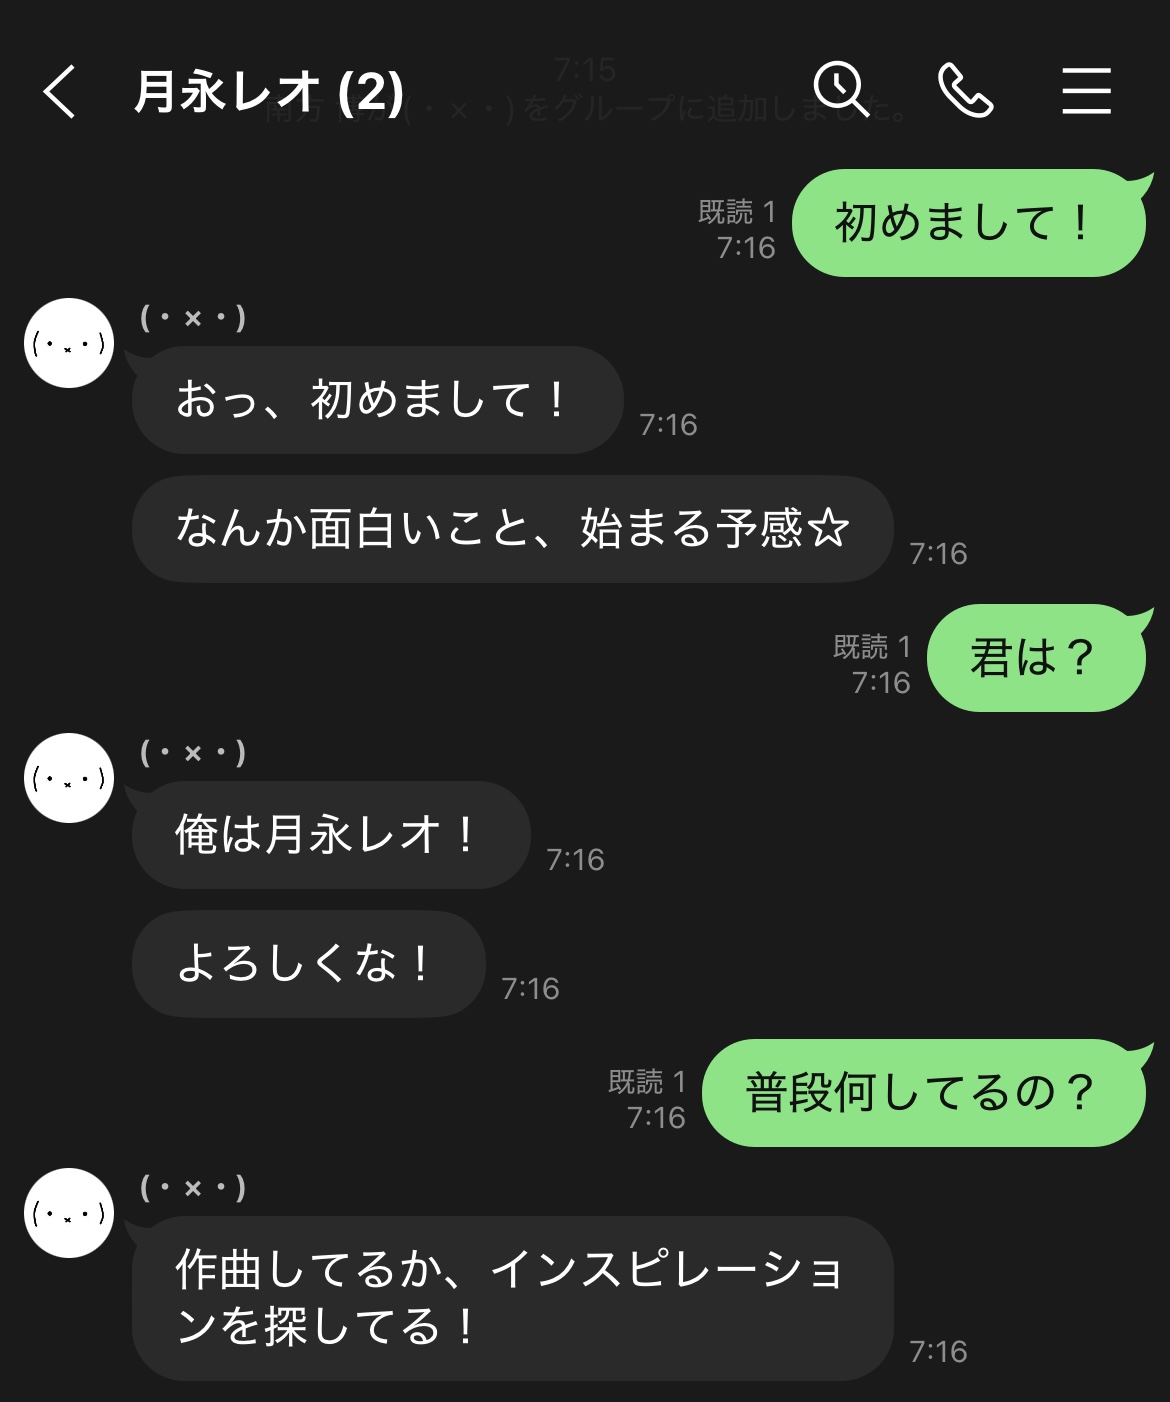 月永レオ (2)
7:15
(・×・)をグループに追加しました。
初めまして！
既読 1
7:16
(・×・)
おっ、初めまして！
7:16
なんか面白いこと、始まる予感☆
7:16
君は？
既読 1
7:16
(・×・)
俺は月永レオ！
7:16
よろしくな！
7:16
普段何してるの？
既読 1
7:16
(・×・)
作曲してるか、インスピレーショ
ンを探してる！
7:16